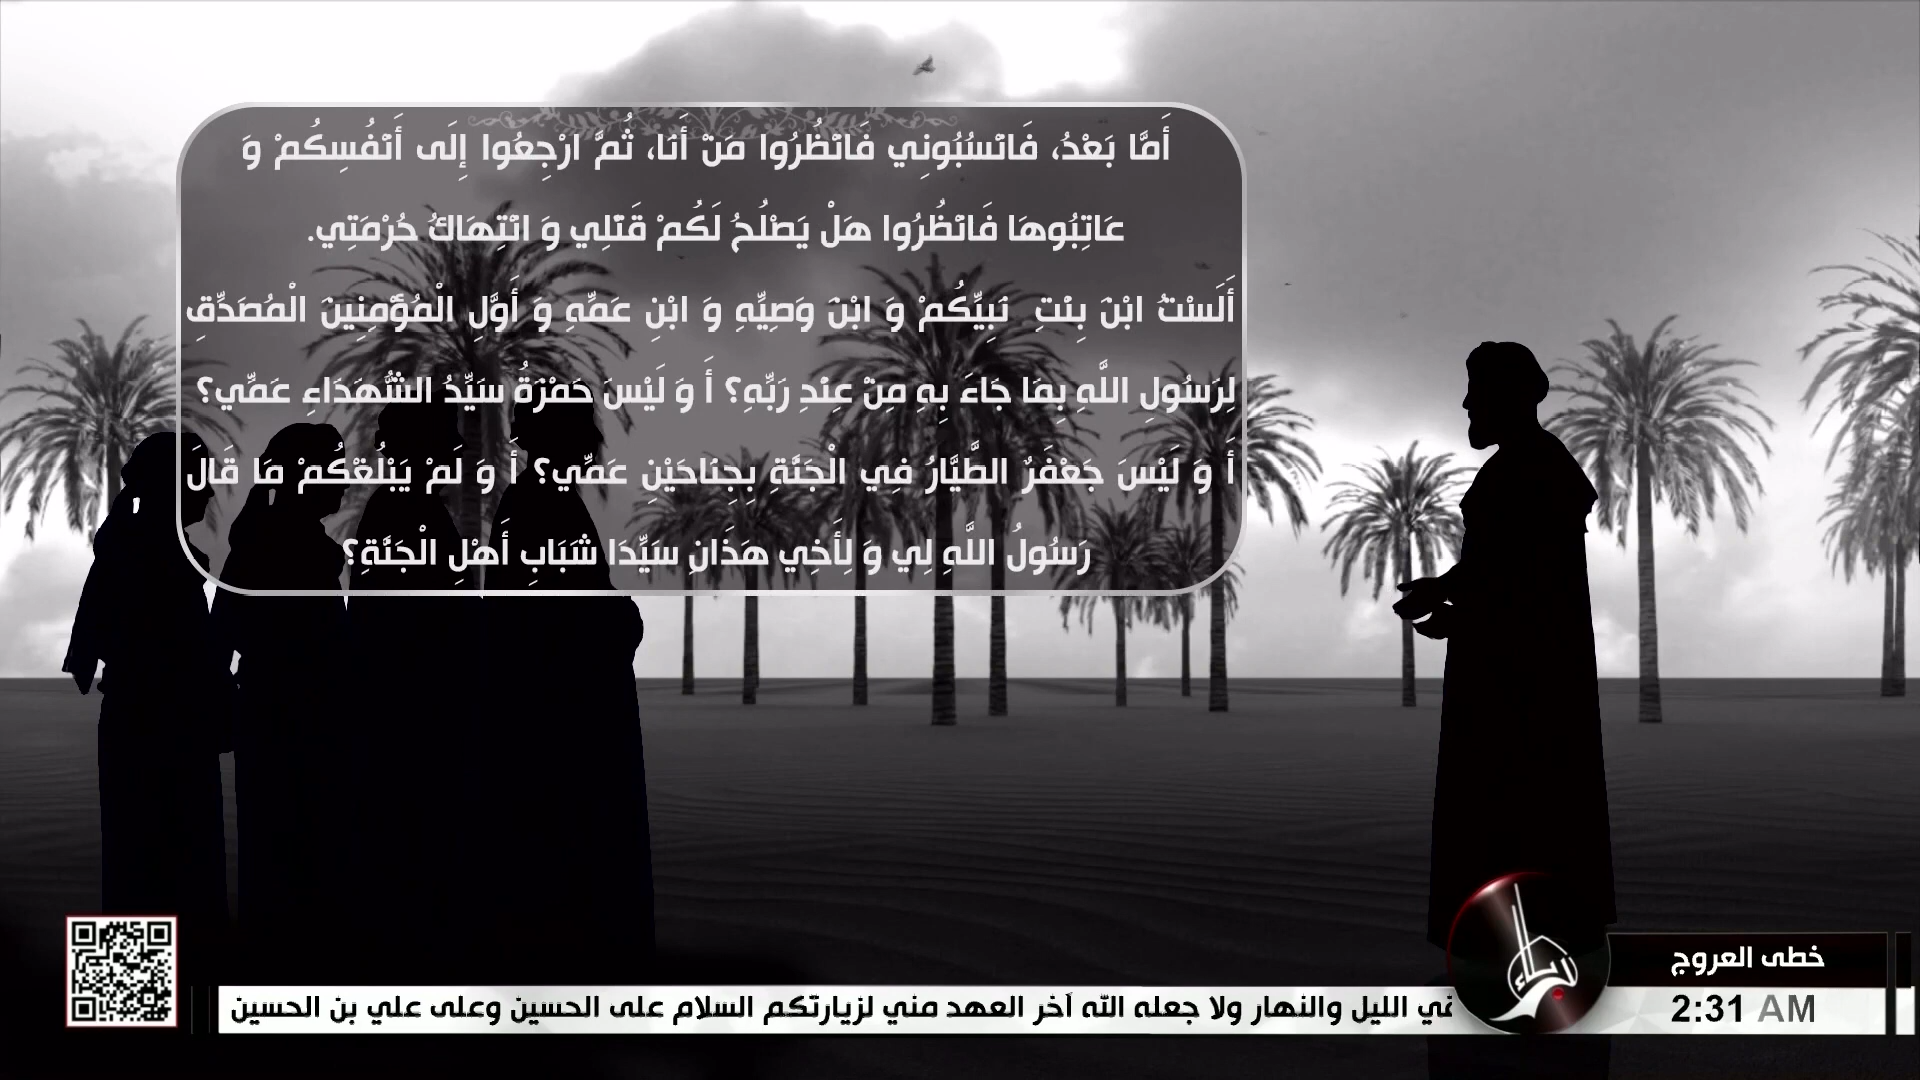 أَمَّا بَعْدُ، فَانْسُبُونِي فَانْظُرُوا مَنْ أَنَا، ثُمَّ ارْجِعُوا إِلَى أَنْفُسِكُمْ وَ
عَاتِبُوهَا فَانْظُرُوا هَلْ يَصْلُحُ لَكُمْ قَتْلِي وَ انْتِهَاكُ حُرْمَتِي.
أَلَسْتُ ابْنَ بِنْتِ نَبِيِّكُمْ وَ ابْنَ وَصِيِّهِ وَ ابْنِ عَمِّهِ وَ أَوَّلِ الْمُؤْمِنِينَ الْمُصَدِّقِ
لِرَسُولِ اللَّهِ بِمَا جَاءَ بِهِ مِنْ عِنْدِ رَبِّهِ؟ أَ وَ لَيْسَ حَمْزَةُ سَيِّدُ الشُّهَدَاءِ عَمِّي؟
أَ وَ لَيْسَ جَعْفَرٌ الطَّيَّارُ فِي الْجَنَّةِ بِجِنَاحَيْنِ عَمِّي؟ أَ وَ لَمْ يَبْلُغْكُمْ مَا قَالَ
رَسُولُ اللَّهِ لِي وَ لِأَخِي هَذَانِ سَيِّدَا شَبَابِ أَهْلِ الْجَنَّةِ؟
خطى العروج
2:31 AM
الليل والنهار ولا جعله الله آخر العهد مني لزيارتكم السلام على الحسين وعلى علي بن الحسين
كربلاء